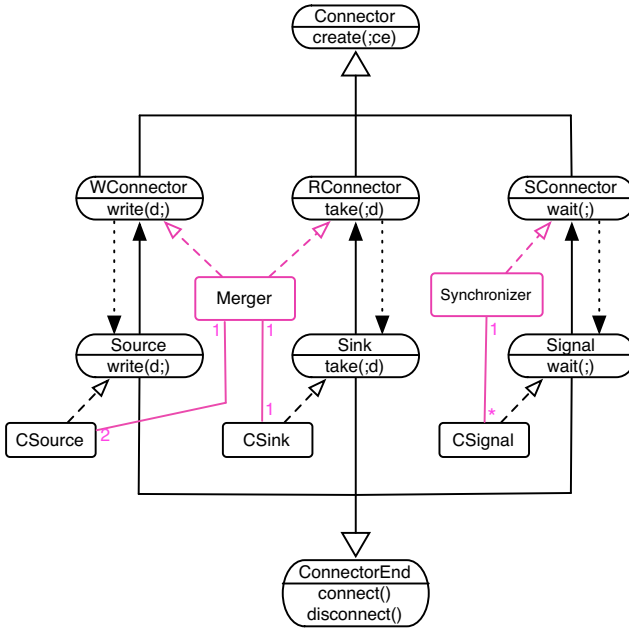 Connector
create(;ce)
WConnector
write(d;)
RConnector
take(;d)
SConnector
wait(;)
Merger
Synchronizer
1
1
1
Source
write(d;)
Sink
take(;d)
Signal
wait(;)
1
*
2
CSource
CSink
CSignal
ConnectorEnd
connect()
disconnect()